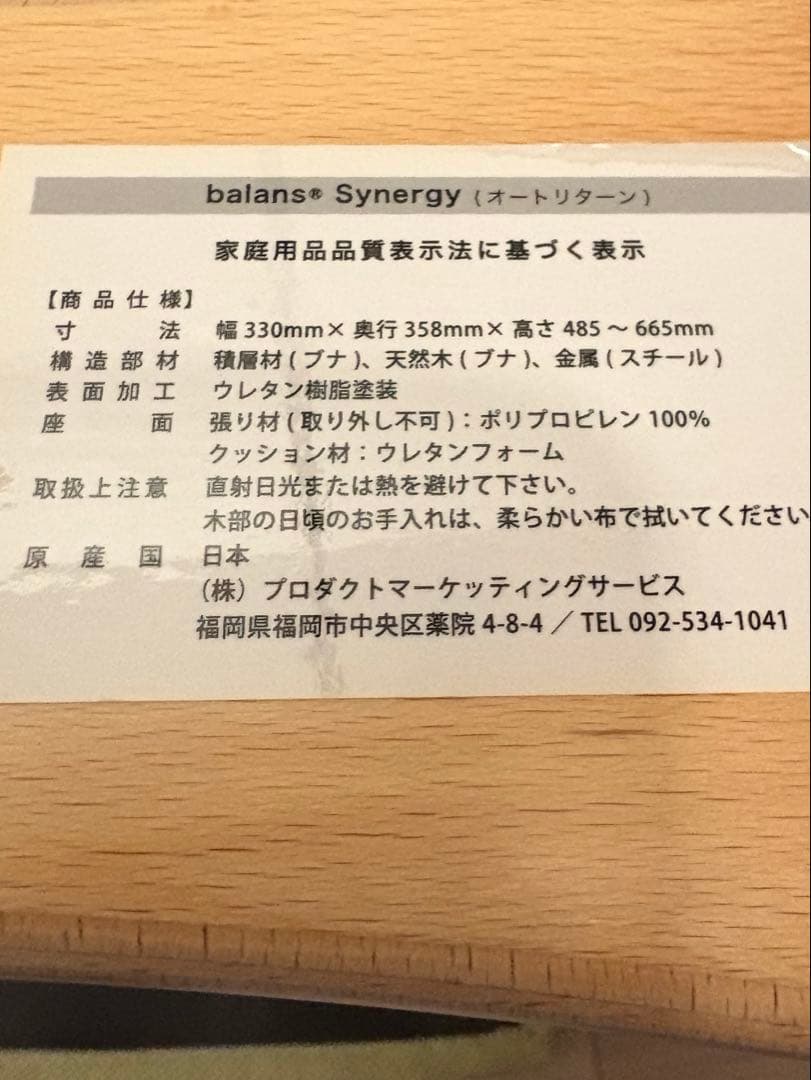 balans® Synergy (オートリターン)
家庭用品品質表示法に基づく表示
【商品仕様】
寸法 幅 330mm× 奥行 358mm× 高さ 485 〜 665mm
構造部材 積層材 (ブナ)、天然木 (ブナ)、金属 (スチール)
表面加工 ウレタン樹脂塗装
座面 張り材 (取り外し不可)：ポリプロピレン 100%
クッション材：ウレタンフォーム
取扱上注意 直射日光または熱を避けて下さい。
木部の日頃のお手入れは、柔らかい布で拭いてください
原産国 日本
（株）プロダクトマーケッティングサービス
福岡県福岡市中央区薬院 4-8-4 ／ TEL 092-534-1041